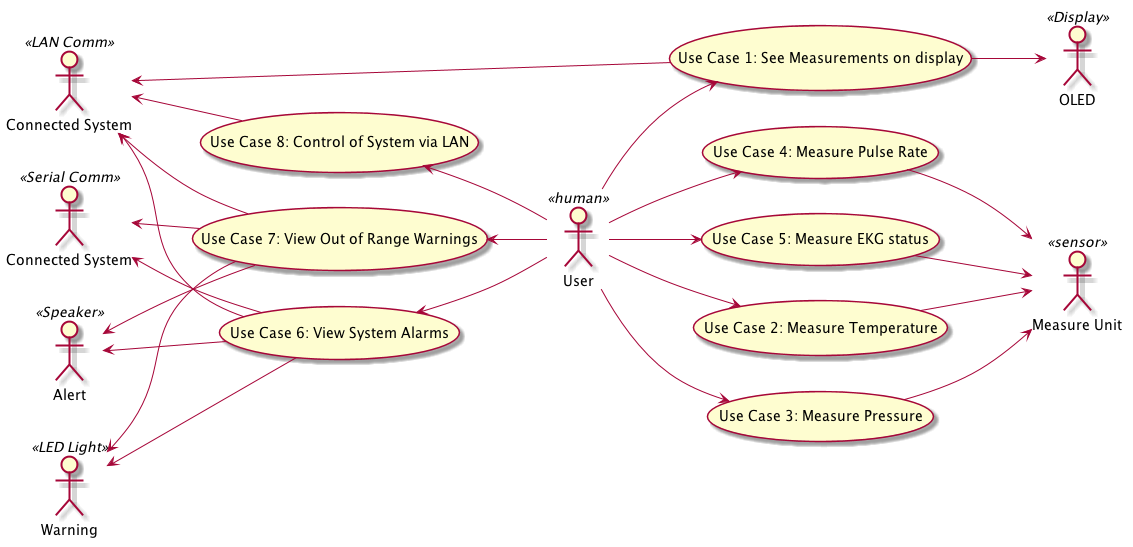 «Display»
OLED
«LAN Comm»
Connected System
Use Case 1: See Measurements on display
Use Case 8: Control of System via LAN
Use Case 4: Measure Pulse Rate
«Serial Comm»
Connected System
Use Case 7: View Out of Range Warnings
«human»
User
Use Case 5: Measure EKG status
«sensor»
Measure Unit
«Speaker»
Alert
Use Case 6: View System Alarms
Use Case 2: Measure Temperature
Use Case 3: Measure Pressure
«LED Light»
Warning